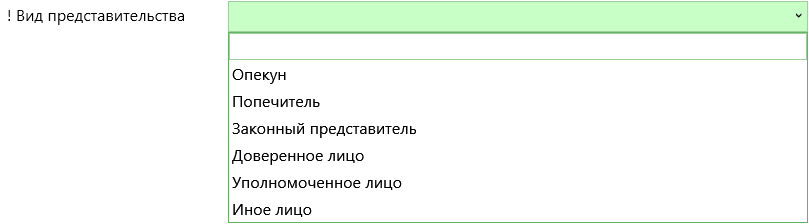 ! Вид представительства
Опекун
Попечитель
Законный представитель
Доверенное лицо
Уполномоченное лицо
Иное лицо